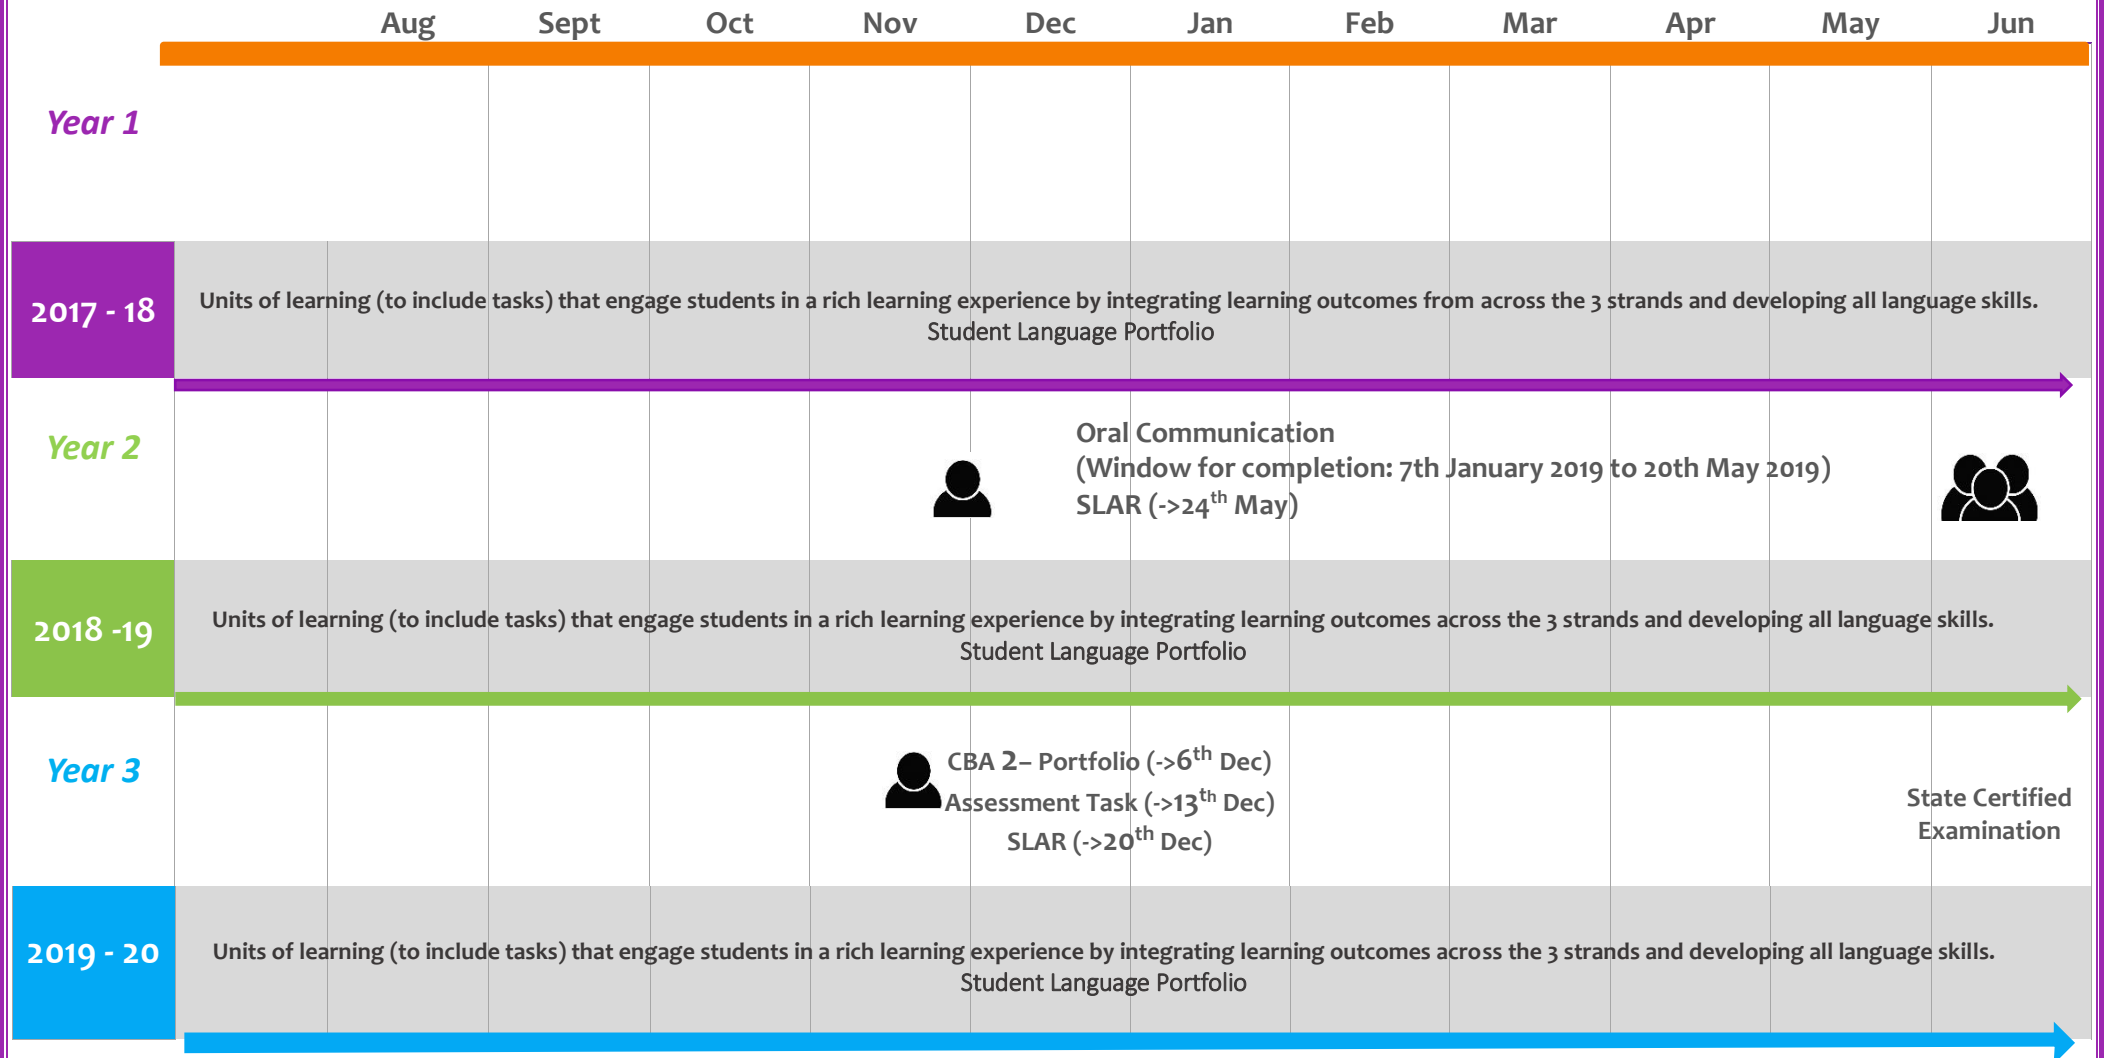 Aug Sept Oct Nov Dec Jan Feb Mar Apr May Jun
Year 1
2017 - 18
Units of learning (to include tasks) that engage students in a rich learning experience by integrating learning outcomes from across the 3 strands and developing all language skills.
Student Language Portfolio
Year 2
Oral Communication
(Window for completion: 7th January 2019 to 20th May 2019)
SLAR (->24th May)
2018 -19
Units of learning (to include tasks) that engage students in a rich learning experience by integrating learning outcomes across the 3 strands and developing all language skills.
Student Language Portfolio
Year 3
CBA 2– Portfolio (->6th Dec)
Assessment Task (->13th Dec)
SLAR (->20th Dec)
State Certified
Examination
2019 - 20
Units of learning (to include tasks) that engage students in a rich learning experience by integrating learning outcomes across the 3 strands and developing all language skills.
Student Language Portfolio